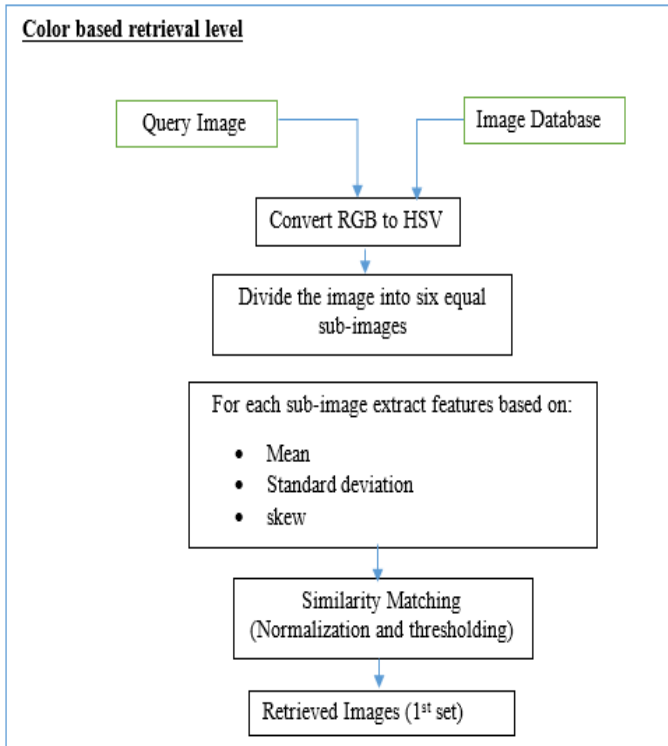 Color based retrieval level
Query Image
Image Database
Convert RGB to HSV
Divide the image into six equal
sub-images
For each sub-image extract features based on:
• Mean
• Standard deviation
• skew
Similarity Matching
(Normalization and thresholding)
Retrieved Images (1st set)